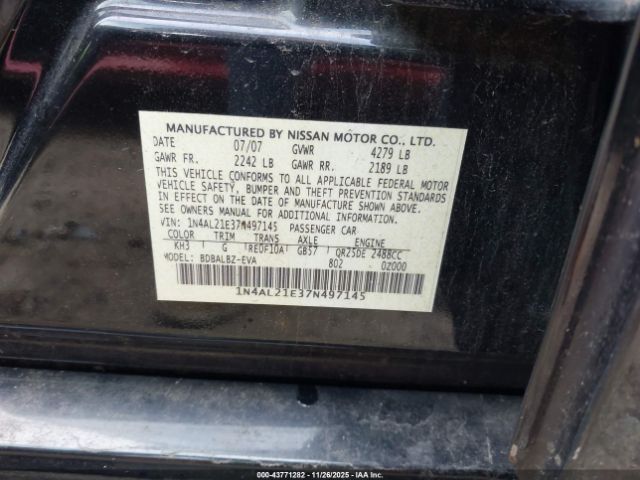 MANUFACTURED BY NISSAN MOTOR CO., LTD.
DATE 07/07 GVWR 4279 LB
GAWR FR. 2242 LB GAWR RR. 2189 LB
THIS VEHICLE CONFORMS TO ALL APPLICABLE FEDERAL MOTOR
VEHICLE SAFETY, BUMPER AND THEFT PREVENTION STANDARDS
IN EFFECT ON THE DATE OF MANUFACTURE SHOWN ABOVE.
SEE OWNERS MANUAL FOR ADDITIONAL INFORMATION
VIN: 1N4AL21E37N497145 PASSENGER CAR
COLOR TRIM TRANS AXLE ENGINE
KH3 G RE0F10A GB57 QR25DE 2488CC
MODEL: BDBALBZ-EVA 802 0Z000
1N4AL21E37N497145
000-43771282 - 11/26/2025 - IAAI.com